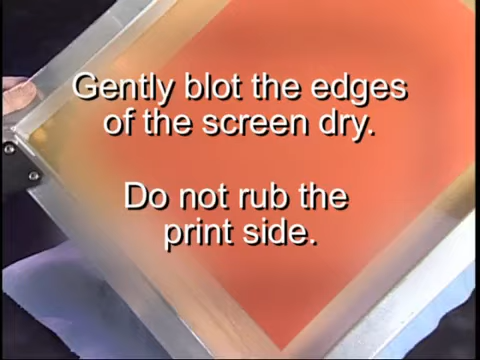 Gently blot the edges
of the screen dry.
Do not rub the
print side.